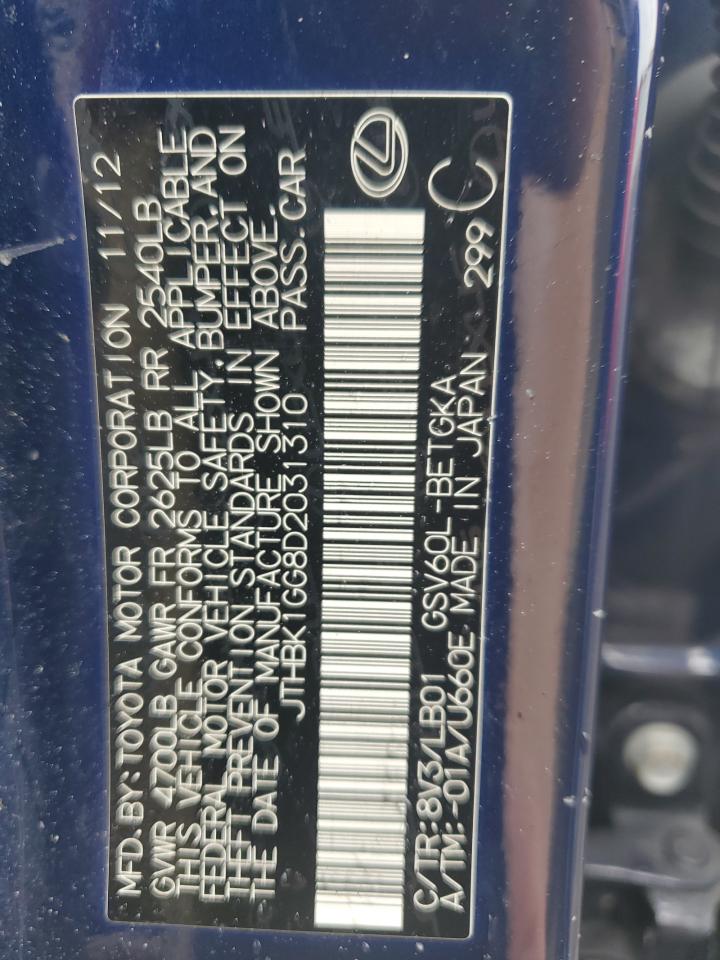 MFD.BY:TOYOTA MOTOR CORPORATION 11/12
GVWR 4700LB GAWR FR 2625LB RR 2540LB
THIS VEHICLE CONFORMS TO ALL APPLICABLE
FEDERAL MOTOR VEHICLE SAFETY,BUMPER,AND
THEFT PREVENTION STANDARDS IN EFFECT ON
THE DATE OF MANUFACTURE SHOWN ABOVE.
JTHBK1GG8D2031310 PASS.CAR
C/TR:8V3/LB01 GSV60L-BETGKA
A/TM:-01A/U660E MADE IN JAPAN 299 C